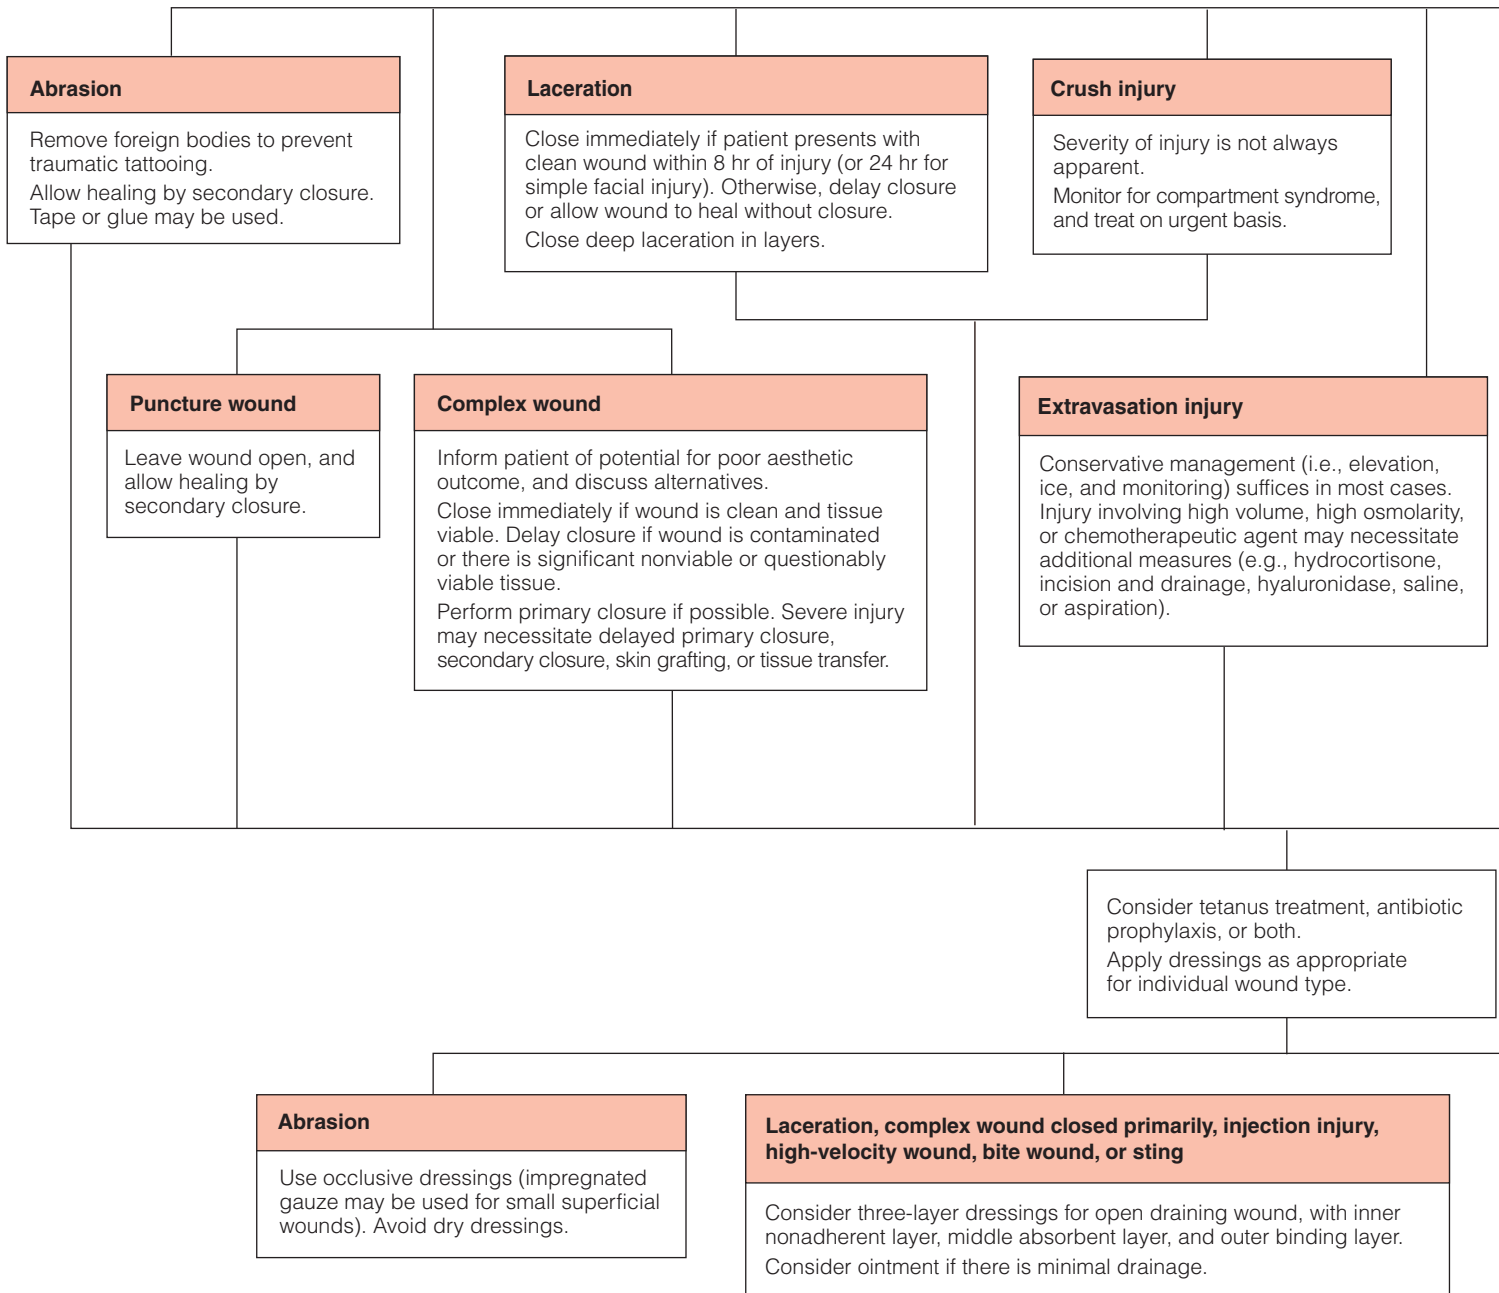 Abrasion
Remove foreign bodies to prevent
traumatic tattooing.
Allow healing by secondary closure.
Tape or glue may be used.
Laceration
Close immediately if patient presents with
clean wound within 8 hr of injury (or 24 hr for
simple facial injury). Otherwise, delay closure
or allow wound to heal without closure.
Close deep laceration in layers.
Crush injury
Severity of injury is not always
apparent.
Monitor for compartment syndrome,
and treat on urgent basis.
Puncture wound
Leave wound open, and
allow healing by
secondary closure.
Complex wound
Inform patient of potential for poor aesthetic
outcome, and discuss alternatives.
Close immediately if wound is clean and tissue
viable. Delay closure if wound is contaminated
or there is significant nonviable or questionably
viable tissue.
Perform primary closure if possible. Severe injury
may necessitate delayed primary closure,
secondary closure, skin grafting, or tissue transfer.
Extravasation injury
Conservative management (i.e., elevation,
ice, and monitoring) suffices in most cases.
Injury involving high volume, high osmolarity,
or chemotherapeutic agent may necessitate
additional measures (e.g., hydrocortisone,
incision and drainage, hyaluronidase, saline,
or aspiration).
Consider tetanus treatment, antibiotic
prophylaxis, or both.
Apply dressings as appropriate
for individual wound type.
Abrasion
Use occlusive dressings (impregnated
gauze may be used for small superficial
wounds). Avoid dry dressings.
Laceration, complex wound closed primarily, injection injury,
high-velocity wound, bite wound, or sting
Consider three-layer dressings for open draining wound, with inner
nonadherent layer, middle absorbent layer, and outer binding layer.
Consider ointment if there is minimal drainage.